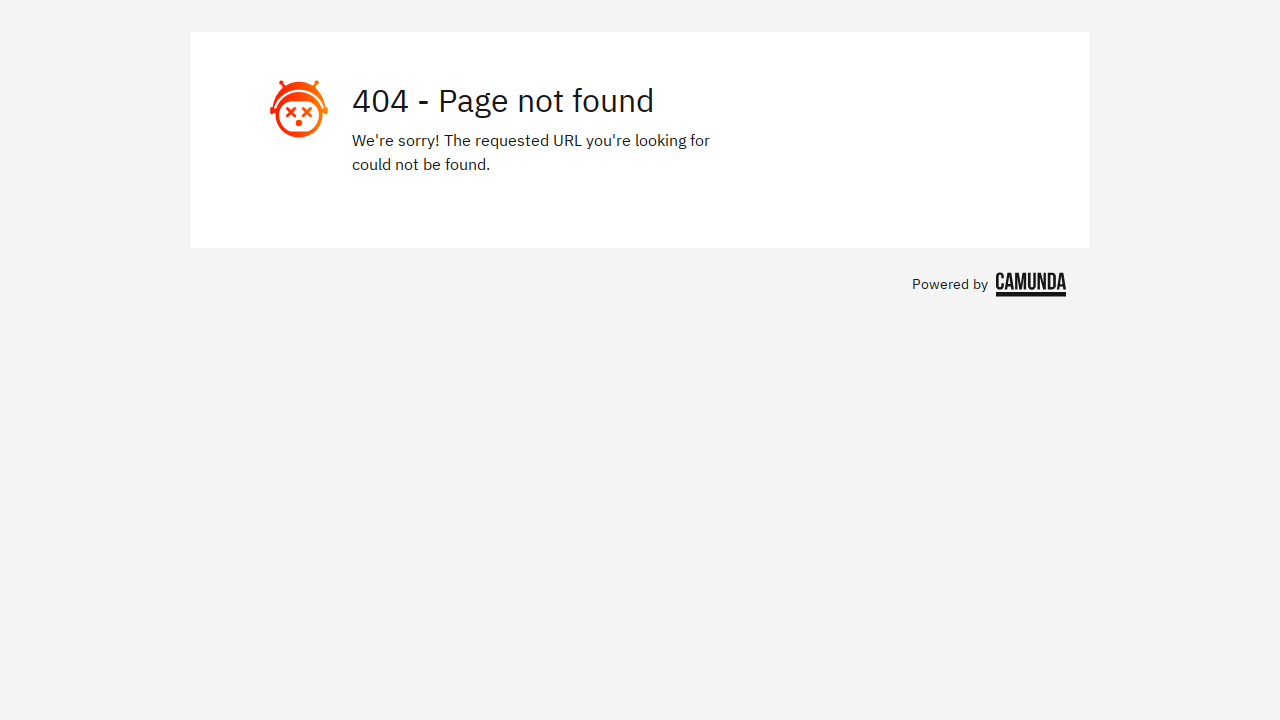 404 - Page not found
We're sorry! The requested URL you're looking for
could not be found.
Powered by CAMUNDA